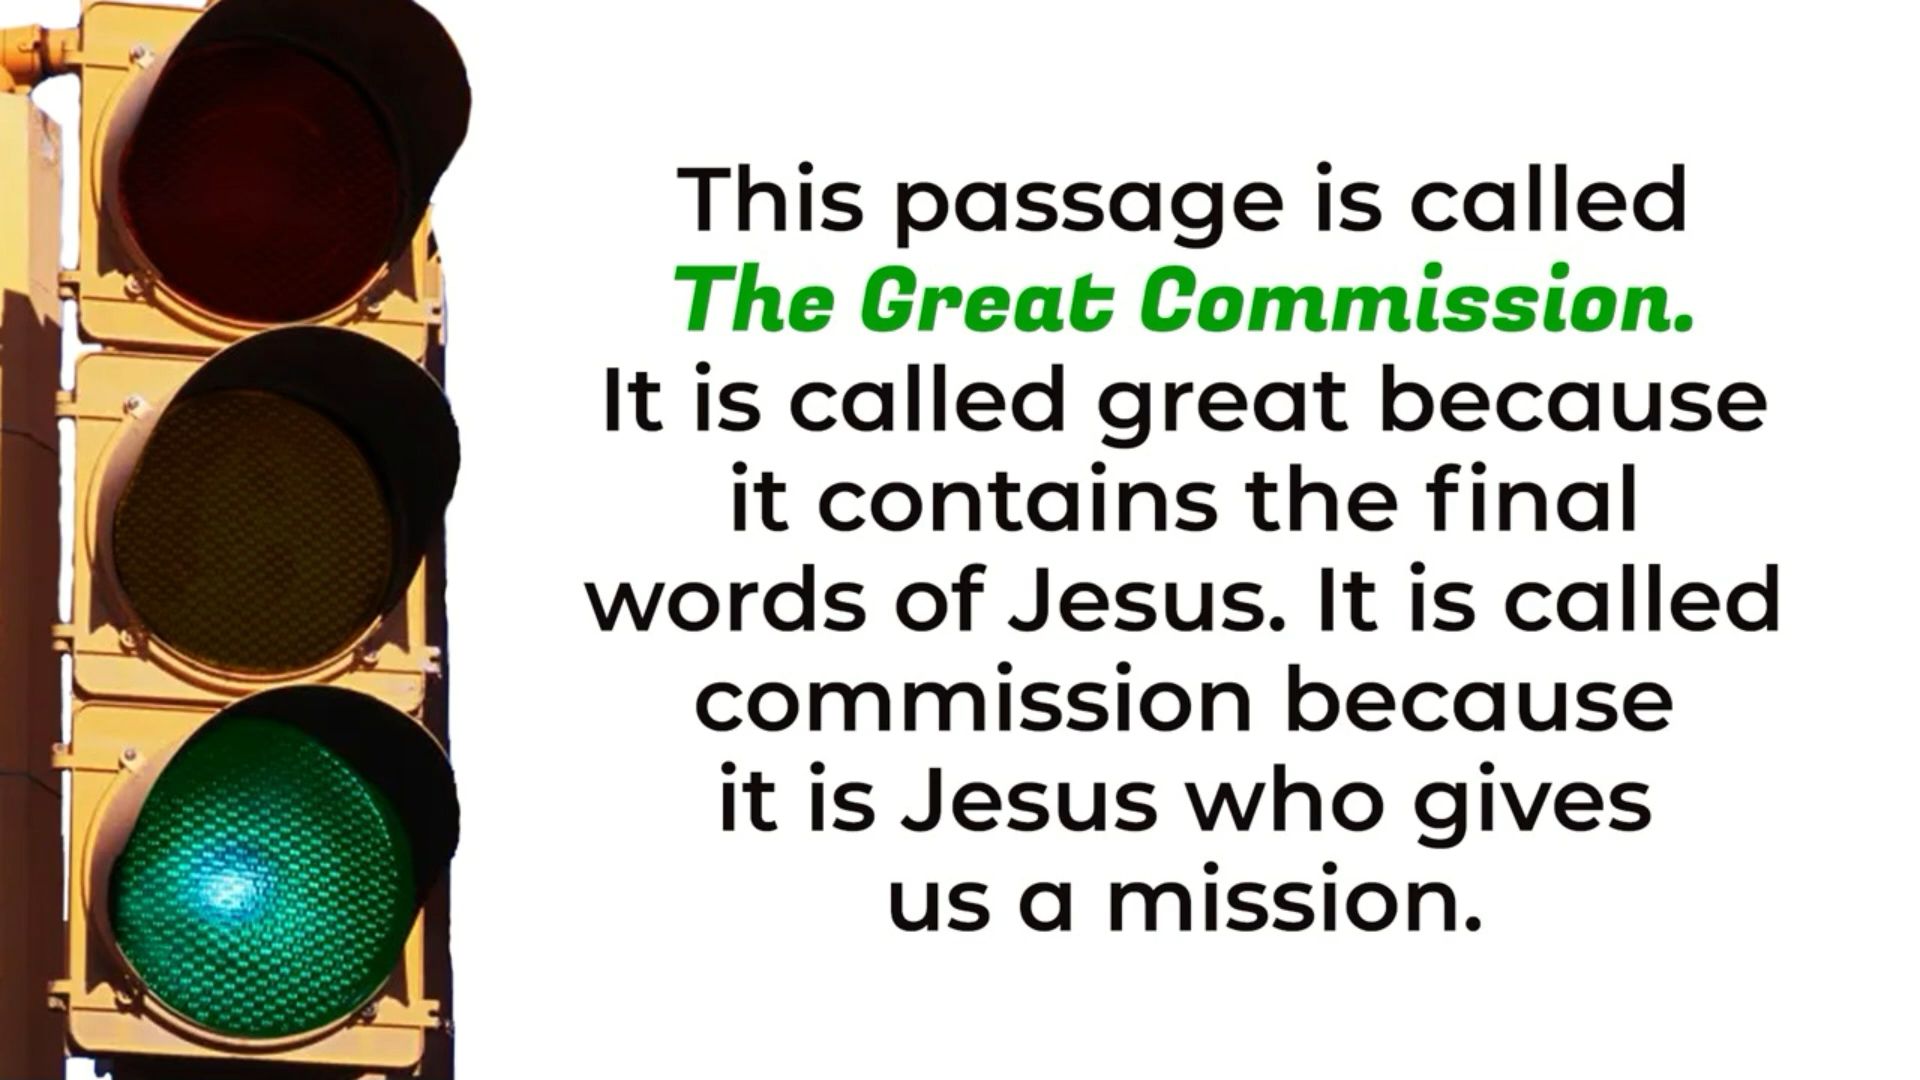 This passage is called
The Great Commission.
It is called great because
it contains the final
words of Jesus. It is called
commission because
it is Jesus who gives
us a mission.